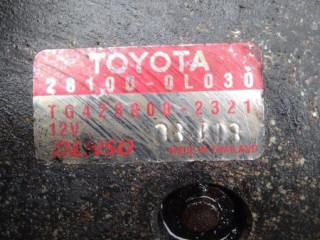 TOYOTA
28100-0L030
TG428000-2321
12V
DENSO MADE IN THAILAND